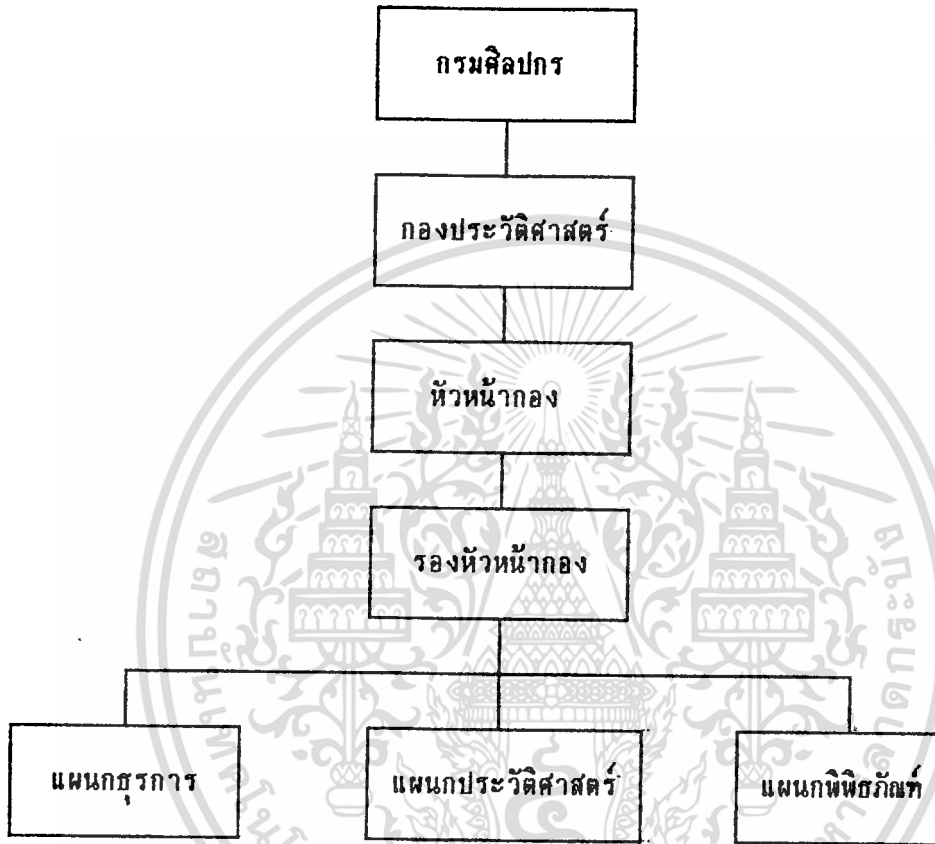 กรมศิลปกร
กองประวัติศาสตร์
หัวหน้ากอง
รองหัวหน้ากอง
แผนกธุรการ
แผนกประวัติศาสตร์
แผนกพิพิธภัณฑ์